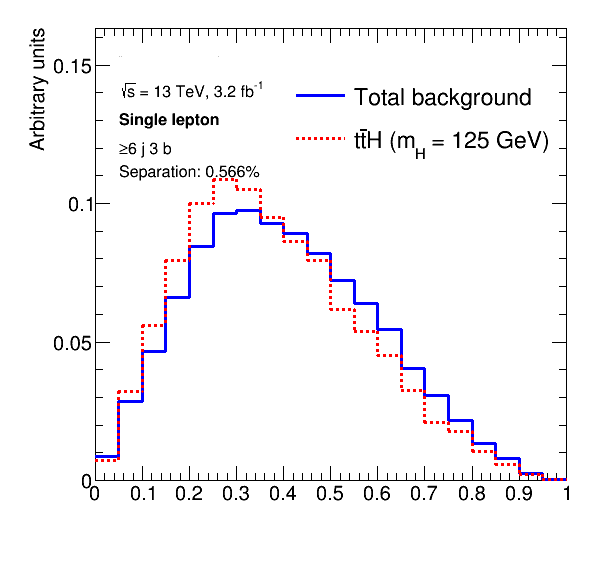 Arbitrary units
0.15
0.1
0.05
0
√s = 13 TeV, 3.2 fb⁻¹
Single lepton
≥6 j 3 b
Separation: 0.566%
Total background
tt̄H (m_H = 125 GeV)
0 0.1 0.2 0.3 0.4 0.5 0.6 0.7 0.8 0.9 1